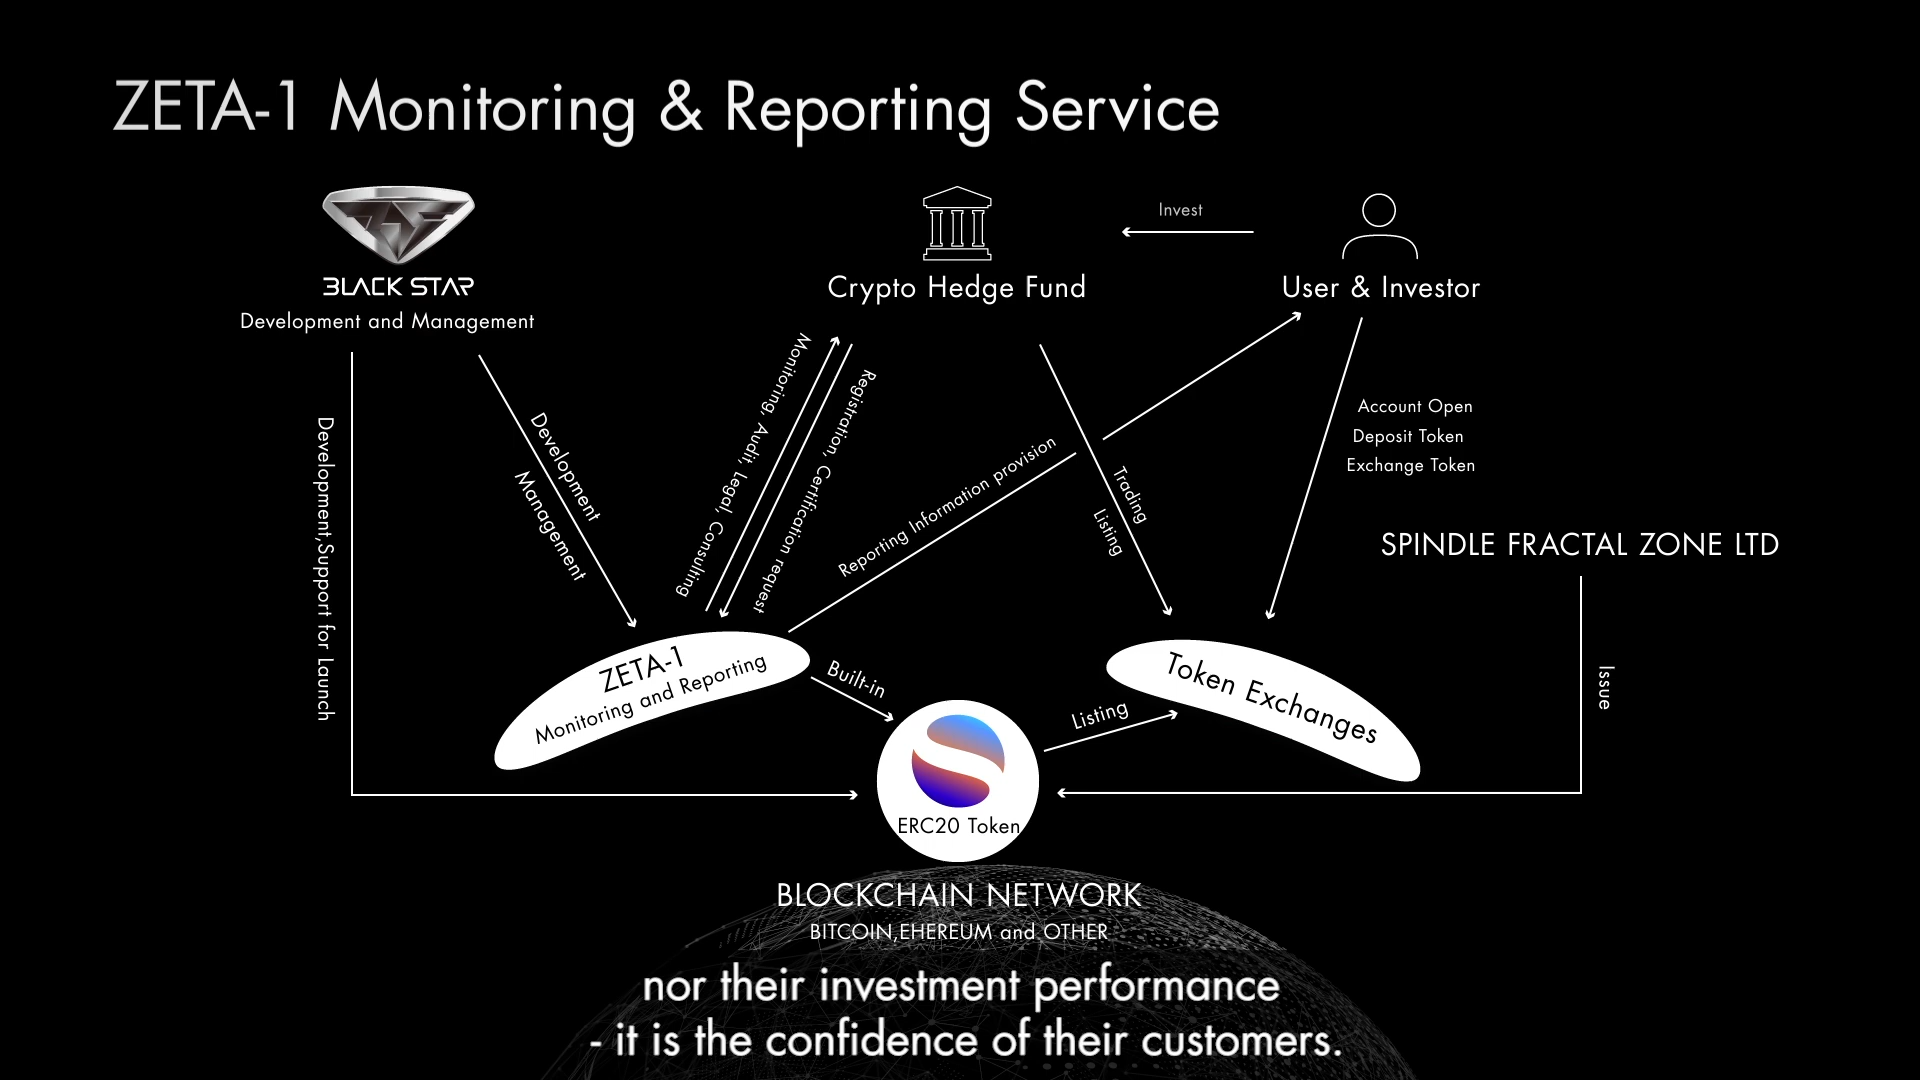 ZETA-1 Monitoring & Reporting Service
BLACK STAR
Development and Management
Crypto Hedge Fund
Invest
User & Investor
Development,Support for Launch
Development
Management
Monitoring, Audit, Legal, Consulting
Registration, Certification request
Reporting Information provision
Trading
Listing
Account Open
Deposit Token
Exchange Token
SPINDLE FRACTAL ZONE LTD
Issue
ZETA-1
Monitoring and Reporting
Built-in
Listing
Token Exchanges
ERC20 Token
BLOCKCHAIN NETWORK
BITCOIN,EHEREUM and OTHER
nor their investment performance
- it is the confidence of their customers.